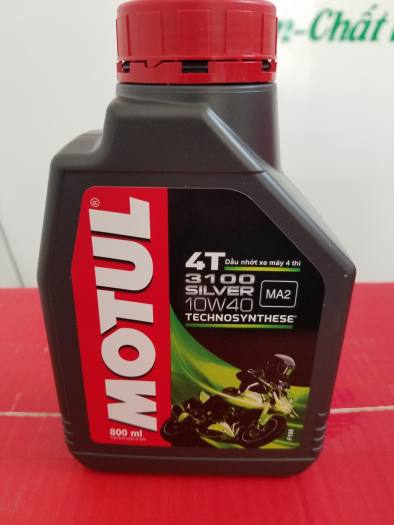 n-Chất
MOTUL®
4T Dầu nhớt xe máy 4 thì
3100
SILVER
10W40
MA2
TECHNOSYNTHESE®
800 ml